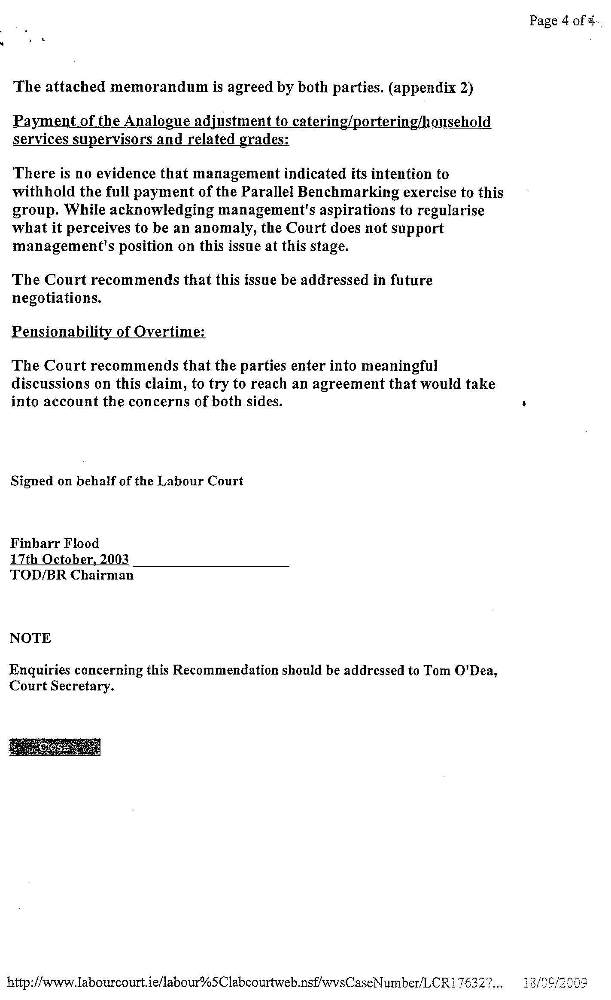 Page 4 of 4
The attached memorandum is agreed by both parties. (appendix 2)
Payment of the Analogue adjustment to catering/portering/household
services supervisors and related grades:
There is no evidence that management indicated its intention to
withhold the full payment of the Parallel Benchmarking exercise to this
group. While acknowledging management's aspirations to regularise
what it perceives to be an anomaly, the Court does not support
management's position on this issue at this stage.
The Court recommends that this issue be addressed in future
negotiations.
Pensionability of Overtime:
The Court recommends that the parties enter into meaningful
discussions on this claim, to try to reach an agreement that would take
into account the concerns of both sides.
Signed on behalf of the Labour Court
Finbarr Flood
17th October, 2003
TOD/BR Chairman
NOTE
Enquiries concerning this Recommendation should be addressed to Tom O'Dea,
Court Secretary.
Close
http://www.labourcourt.ie/labour%5Clabcourtweb.nsf/wvsCaseNumber/LCR17632?... 18/09/2009